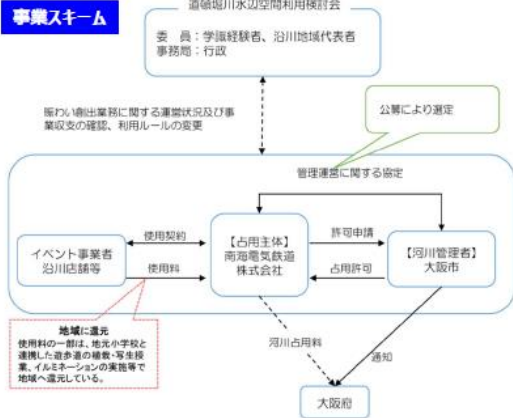 事業スキーム
道頓堀川水辺空間利用検討会
委 員：学識経験者、沿川地域代表者
事務局：行政
賑わい創出業務に関する運営状況及び事
業収支の確認、利用ルールの変更
公募により選定
管理運営に関する協定
イベント事業者
沿川店舗等
使用契約
使用料
【占用主体】
南海電気鉄道
株式会社
許可申請
占用許可
【河川管理者】
大阪市
地域に還元
使用料の一部は、地元小学校と
連携した遊歩道の植栽・写生授
業、イルミネーションの実施等で
地域へ還元している。
河川占用料
通知
大阪府